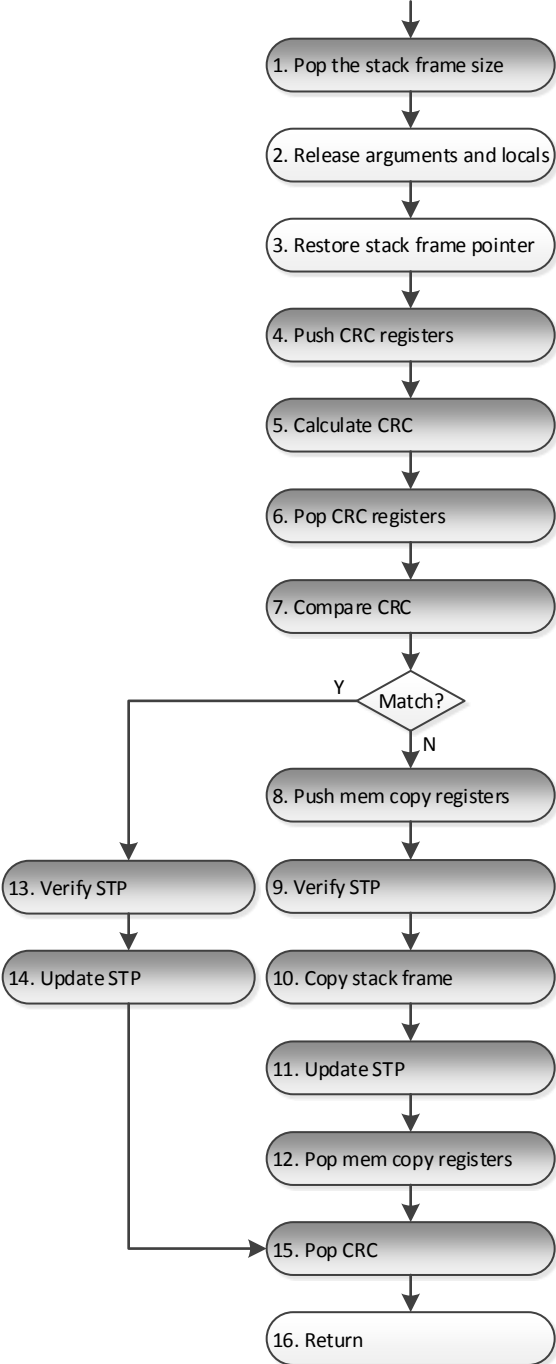 1. Pop the stack frame size
2. Release arguments and locals
3. Restore stack frame pointer
4. Push CRC registers
5. Calculate CRC
6. Pop CRC registers
7. Compare CRC
Y
Match?
N
8. Push mem copy registers
13. Verify STP
9. Verify STP
14. Update STP
10. Copy stack frame
11. Update STP
12. Pop mem copy registers
15. Pop CRC
16. Return